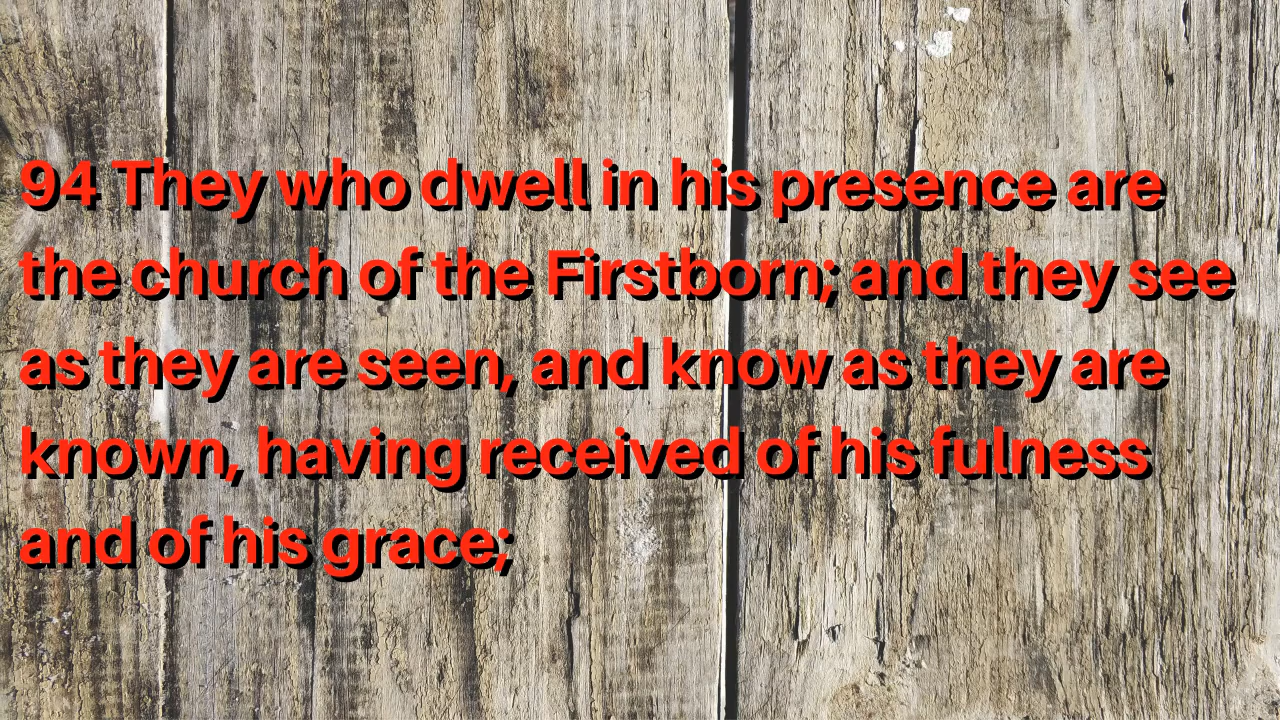 94 They who dwell in his presence are
the church of the Firstborn; and they see
as they are seen, and know as they are
known, having received of his fulness
and of his grace;